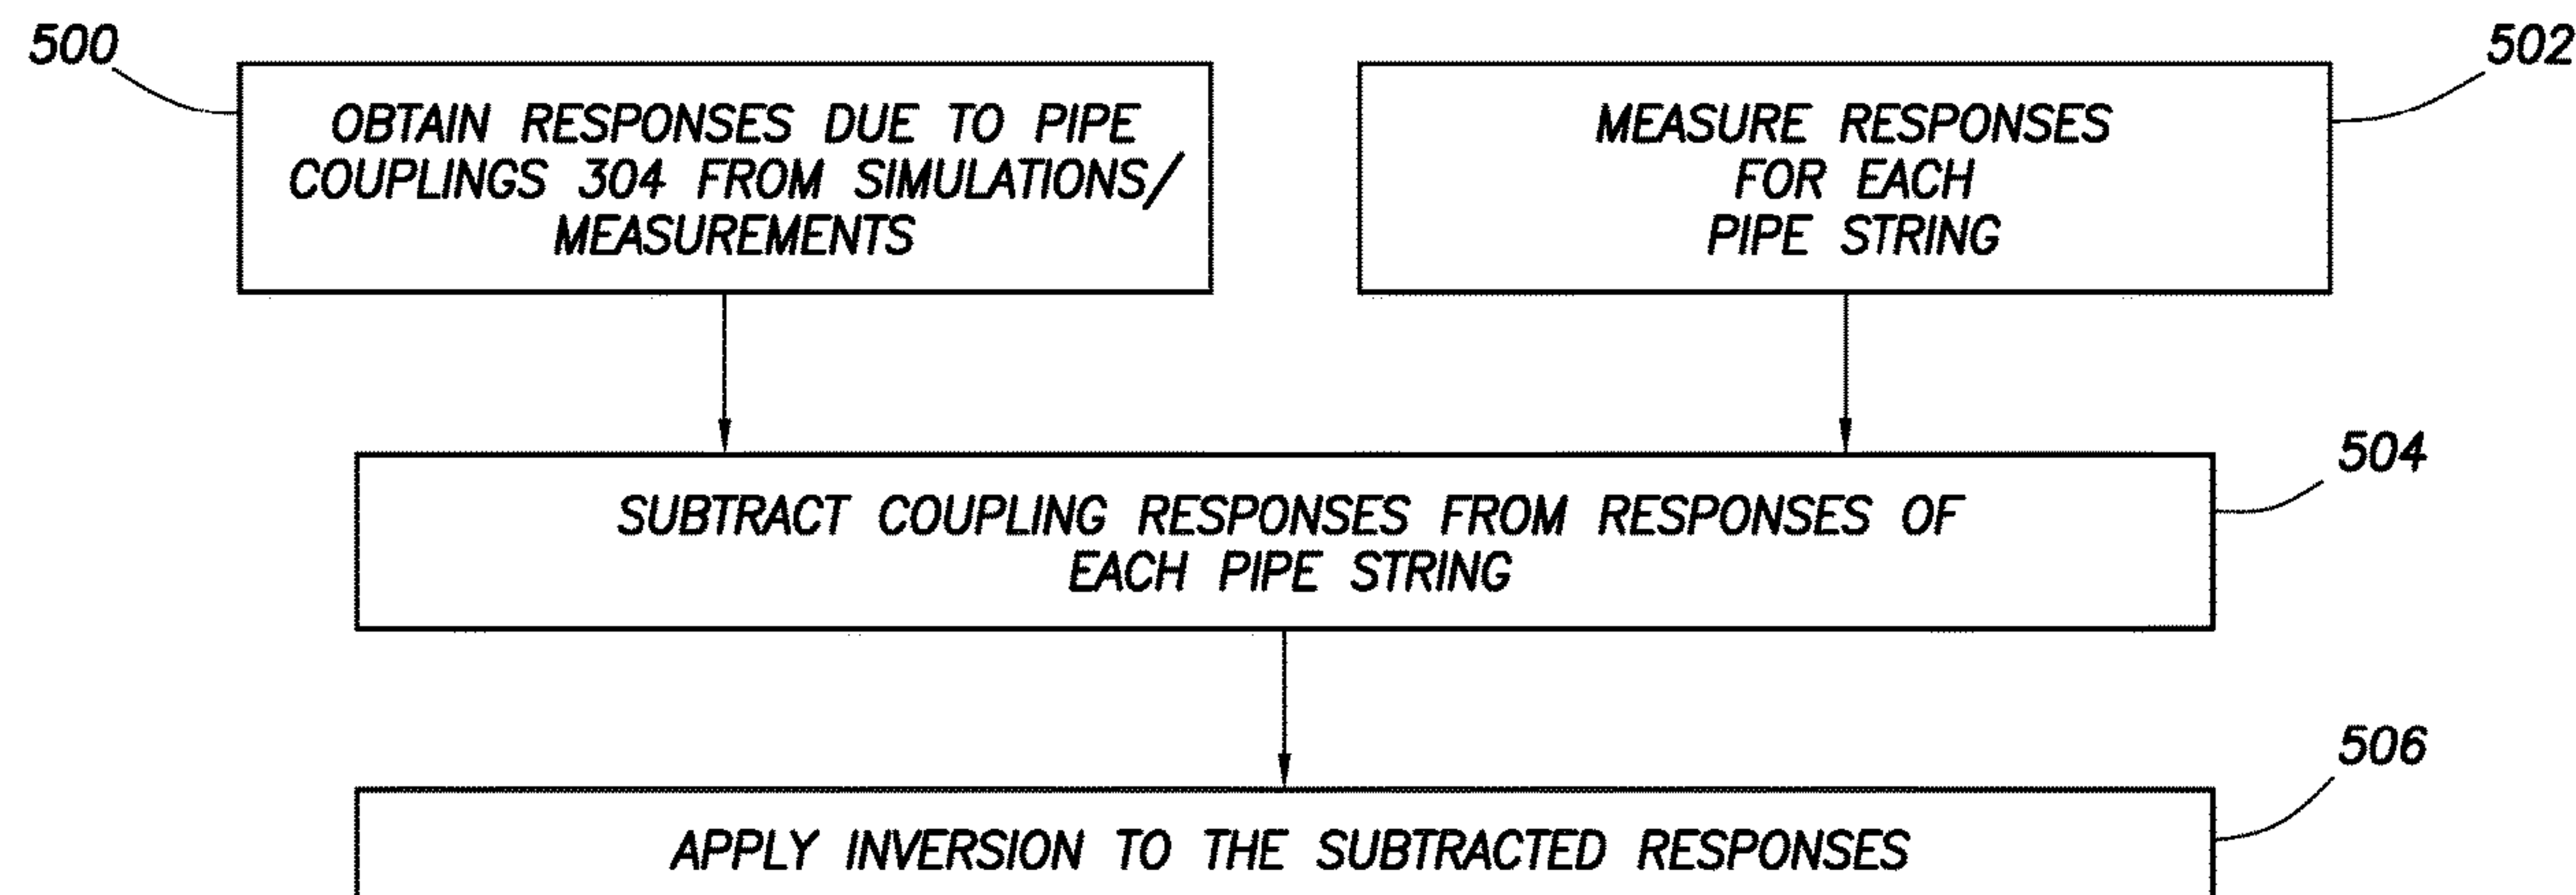 500
OBTAIN RESPONSES DUE TO PIPE
COUPLINGS 304 FROM SIMULATIONS/
MEASUREMENTS
502
MEASURE RESPONSES
FOR EACH
PIPE STRING
504
SUBTRACT COUPLING RESPONSES FROM RESPONSES OF
EACH PIPE STRING
506
APPLY INVERSION TO THE SUBTRACTED RESPONSES